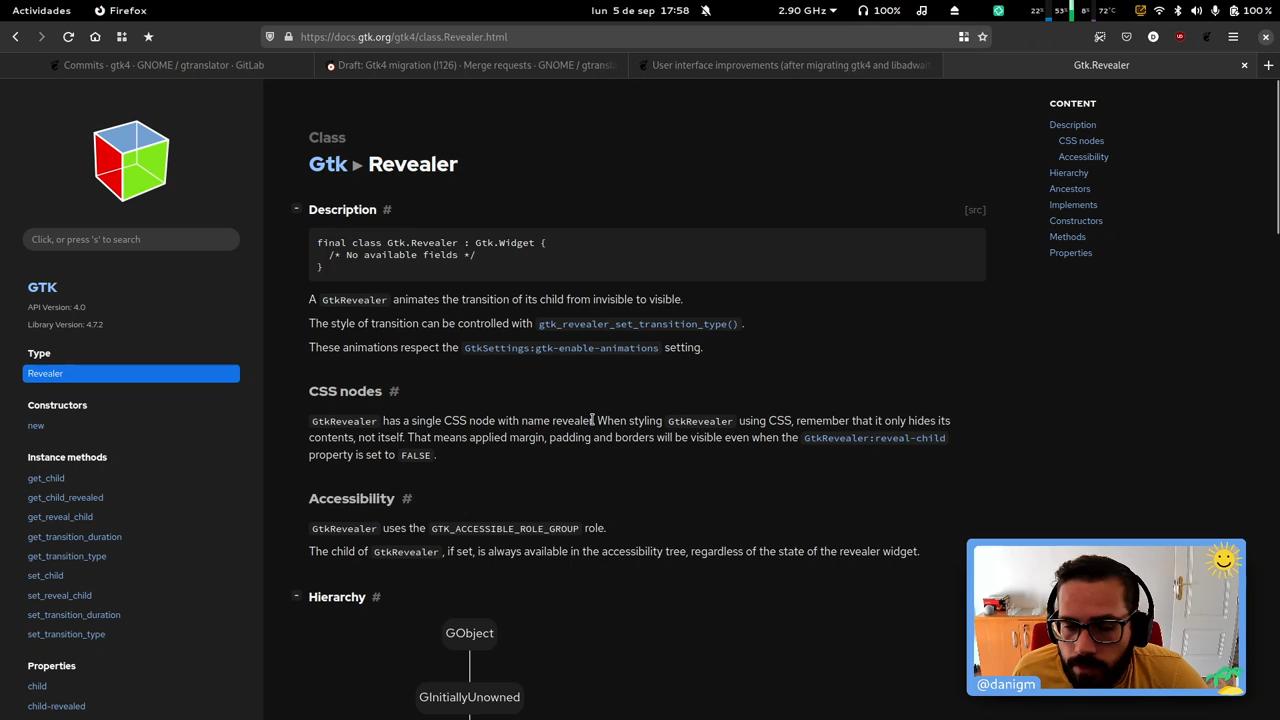 Actividades
Firefox
lun 5 de sep 17:58
2.90 GHz
100%
22%
53%
8%
72°C
100 %
https://docs.gtk.org/gtk4/class.Revealer.html
Commits · gtk4 · GNOME / gtranslator · GitLab
Draft: Gtk4 migration (!126) · Merge requests · GNOME / gtransl
User interface improvements (after migrating gtk4 and libadwait
Gtk.Revealer
Click, or press 's' to search
GTK
API Version: 4.0
Library Version: 4.7.2
Type
Revealer
Constructors
new
Instance methods
get_child
get_child_revealed
get_reveal_child
get_transition_duration
get_transition_type
set_child
set_reveal_child
set_transition_duration
set_transition_type
Properties
child
child-revealed
Class
Gtk ▸ Revealer
- Description #
[src]
final class Gtk.Revealer : Gtk.Widget {
/* No available fields */
}
A GtkRevealer animates the transition of its child from invisible to visible.
The style of transition can be controlled with gtk_revealer_set_transition_type() .
These animations respect the GtkSettings:gtk-enable-animations setting.
CSS nodes #
GtkRevealer has a single CSS node with name revealer. When styling GtkRevealer using CSS, remember that it only hides its
contents, not itself. That means applied margin, padding and borders will be visible even when the GtkRevealer:reveal-child
property is set to FALSE .
Accessibility #
GtkRevealer uses the GTK_ACCESSIBLE_ROLE_GROUP role.
The child of GtkRevealer , if set, is always available in the accessibility tree, regardless of the state of the revealer widget.
- Hierarchy #
GObject
GInitiallyUnowned
CONTENT
Description
CSS nodes
Accessibility
Hierarchy
Ancestors
Implements
Constructors
Methods
Properties
@danigm